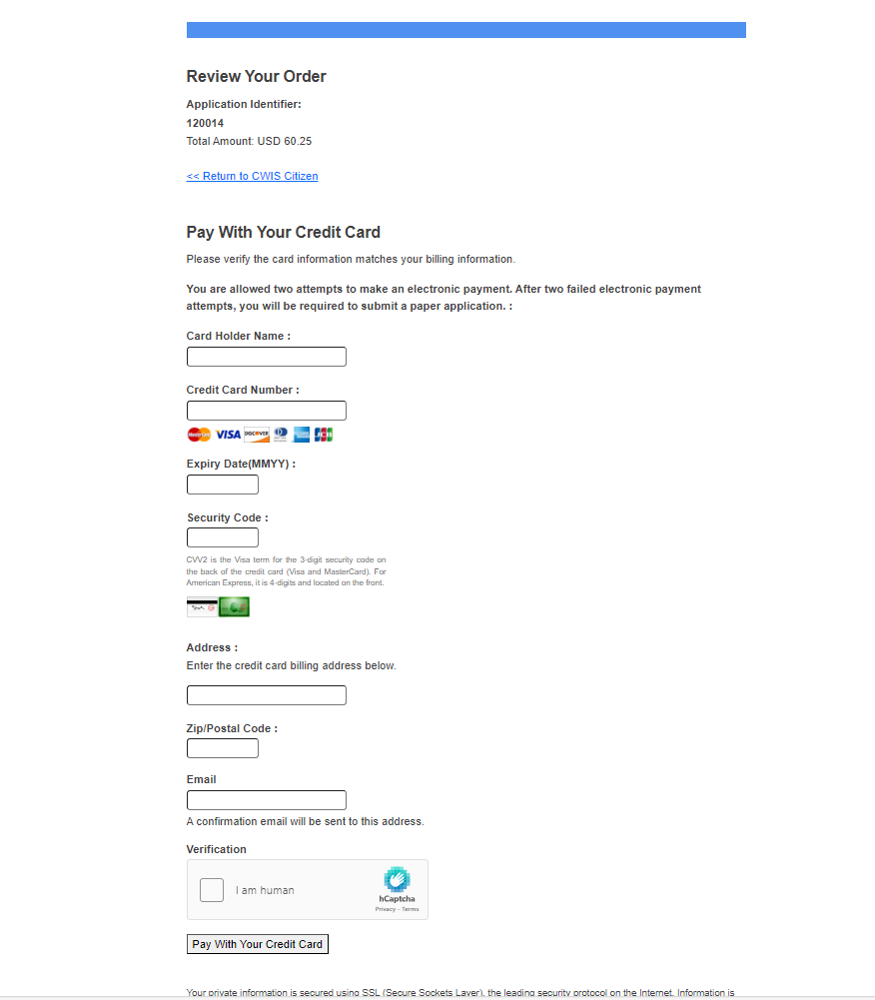 Review Your Order
Application Identifier:
120014
Total Amount: USD 60.25
<< Return to CWIS Citizen
Pay With Your Credit Card
Please verify the card information matches your billing information.
You are allowed two attempts to make an electronic payment. After two failed electronic payment
attempts, you will be required to submit a paper application. :
Card Holder Name :
Credit Card Number :
MasterCard VISA DISCOVER JCB
Expiry Date(MMYY) :
Security Code :
CVV2 is the Visa term for the 3-digit security code on
the back of the credit card (Visa and MasterCard). For
American Express, it is 4-digits and located on the front.
Address :
Enter the credit card billing address below.
Zip/Postal Code :
Email
A confirmation email will be sent to this address.
Verification
I am human
hCaptcha
Privacy - Terms
Pay With Your Credit Card
Your private information is secured using SSL (Secure Sockets Layer), the leading security protocol on the Internet. Information is